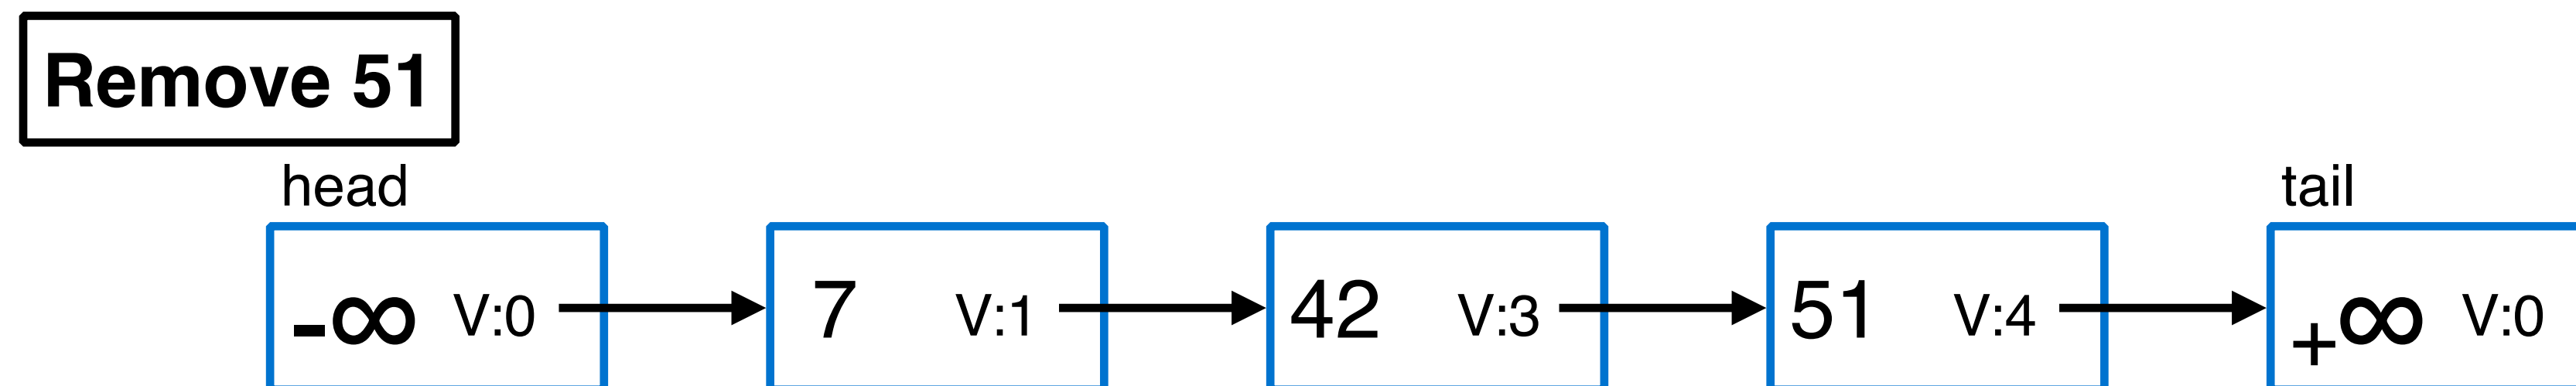 Remove 51
head
tail
-∞ V:0
7 V:1
42 V:3
51 V:4
+∞ V:0